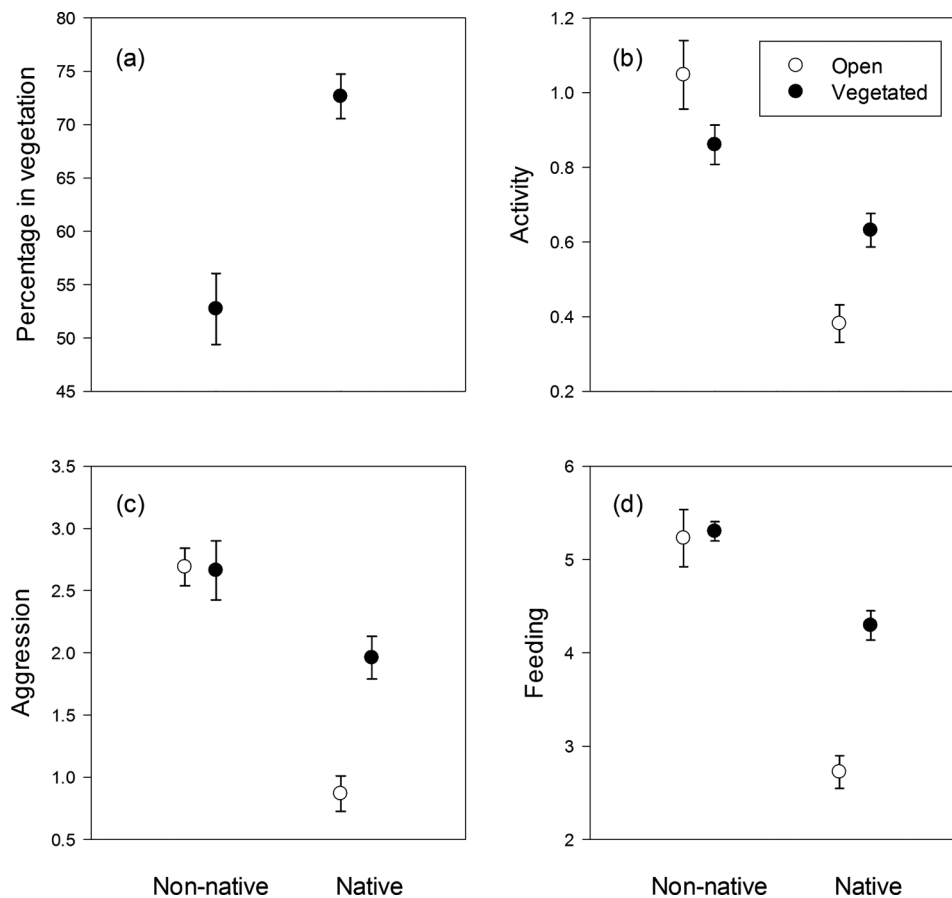 (a)
Percentage in vegetation
80
75
70
65
60
55
50
45
(b)
Open
Vegetated
Activity
1.2
1.0
0.8
0.6
0.4
0.2
(c)
Aggression
3.5
3.0
2.5
2.0
1.5
1.0
0.5
Non-native
Native
(d)
Feeding
6
5
4
3
2
Non-native
Native